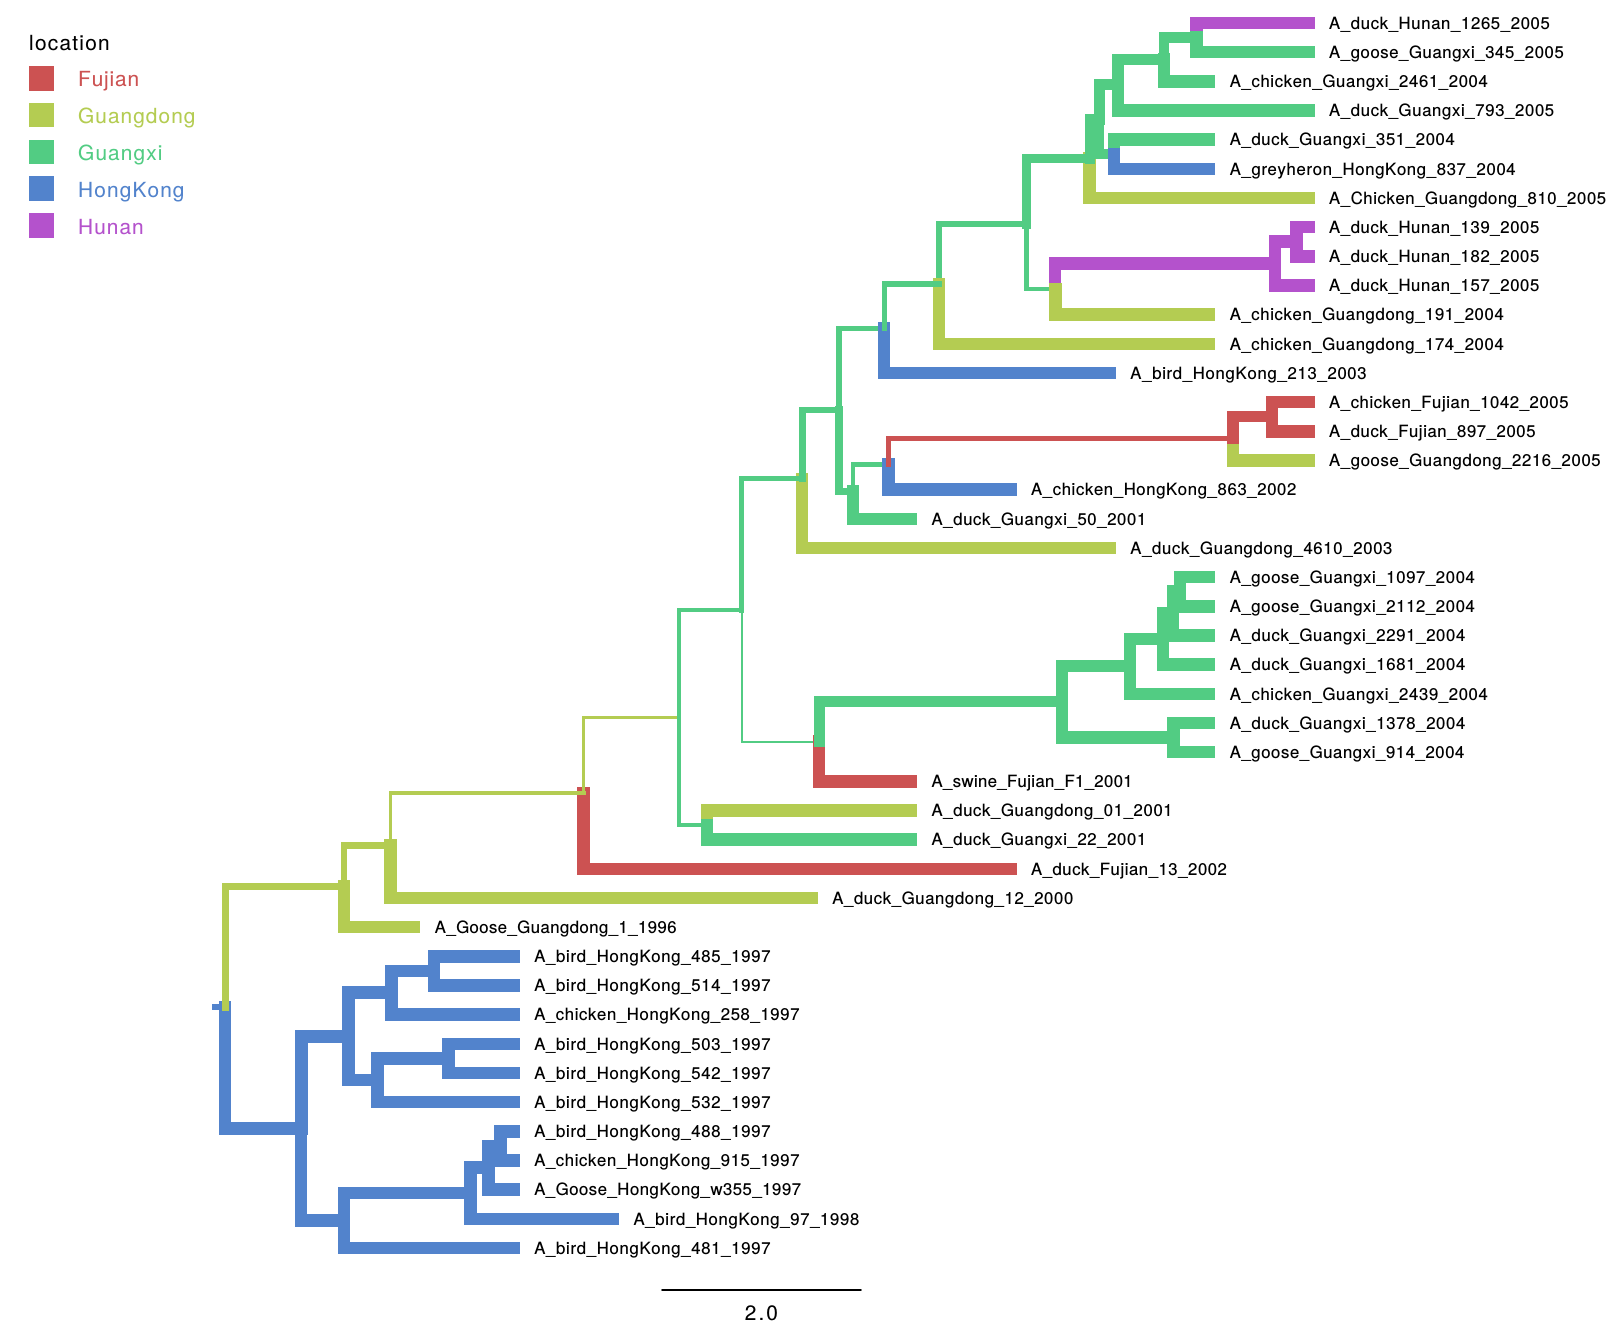 location
Fujian
Guangdong
Guangxi
HongKong
Hunan
A_duck_Hunan_1265_2005
A_goose_Guangxi_345_2005
A_chicken_Guangxi_2461_2004
A_duck_Guangxi_793_2005
A_duck_Guangxi_351_2004
A_greyheron_HongKong_837_2004
A_Chicken_Guangdong_810_2005
A_duck_Hunan_139_2005
A_duck_Hunan_182_2005
A_duck_Hunan_157_2005
A_chicken_Guangdong_191_2004
A_chicken_Guangdong_174_2004
A_bird_HongKong_213_2003
A_chicken_Fujian_1042_2005
A_duck_Fujian_897_2005
A_goose_Guangdong_2216_2005
A_chicken_HongKong_863_2002
A_duck_Guangxi_50_2001
A_duck_Guangdong_4610_2003
A_goose_Guangxi_1097_2004
A_goose_Guangxi_2112_2004
A_duck_Guangxi_2291_2004
A_duck_Guangxi_1681_2004
A_chicken_Guangxi_2439_2004
A_duck_Guangxi_1378_2004
A_goose_Guangxi_914_2004
A_swine_Fujian_F1_2001
A_duck_Guangdong_01_2001
A_duck_Guangxi_22_2001
A_duck_Fujian_13_2002
A_duck_Guangdong_12_2000
A_Goose_Guangdong_1_1996
A_bird_HongKong_485_1997
A_bird_HongKong_514_1997
A_chicken_HongKong_258_1997
A_bird_HongKong_503_1997
A_bird_HongKong_542_1997
A_bird_HongKong_532_1997
A_bird_HongKong_488_1997
A_chicken_HongKong_915_1997
A_Goose_HongKong_w355_1997
A_bird_HongKong_97_1998
A_bird_HongKong_481_1997
2.0